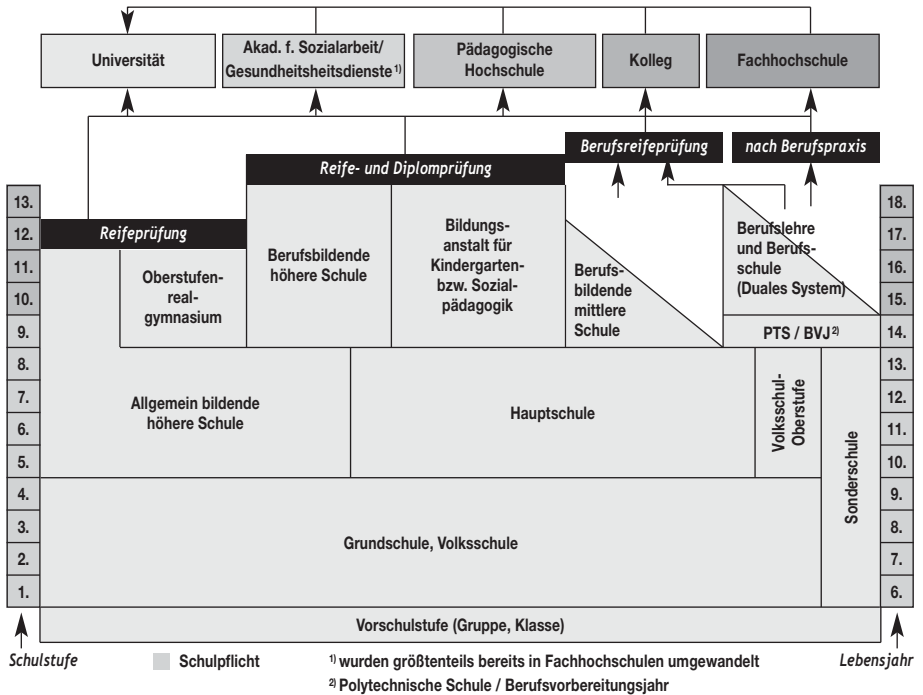 Universität
Akad. f. Sozialarbeit/
Gesundheitsheitsdienste 1)
Pädagogische
Hochschule
Kolleg
Fachhochschule
Berufsreifeprüfung
nach Berufspraxis
Reife- und Diplomprüfung
Reifeprüfung
13.
12.
11.
10.
9.
8.
7.
6.
5.
4.
3.
2.
1.
Oberstufen-
real-
gymnasium
Berufsbildende
höhere Schule
Bildungs-
anstalt für
Kindergarten-
bzw. Sozial-
pädagogik
Berufs-
bildende
mittlere
Schule
Berufslehre
und Berufs-
schule
(Duales System)
PTS / BVJ 2)
Allgemein bildende
höhere Schule
Hauptschule
Volksschul-
Oberstufe
Sonderschule
Grundschule, Volksschule
Vorschulstufe (Gruppe, Klasse)
18.
17.
16.
15.
14.
13.
12.
11.
10.
9.
8.
7.
6.
Schulstufe
Schulpflicht
1) wurden größtenteils bereits in Fachhochschulen umgewandelt
2) Polytechnische Schule / Berufsvorbereitungsjahr
Lebensjahr